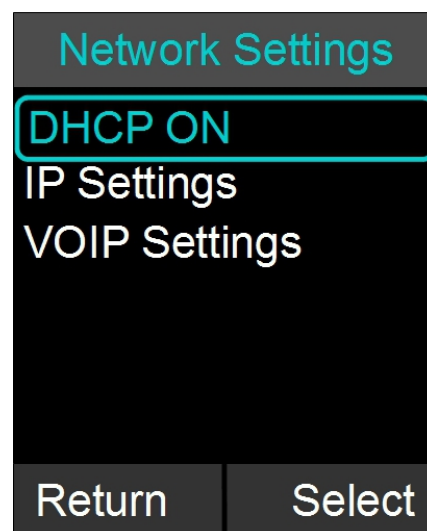 Network Settings
DHCP ON
IP Settings
VOIP Settings
Return Select